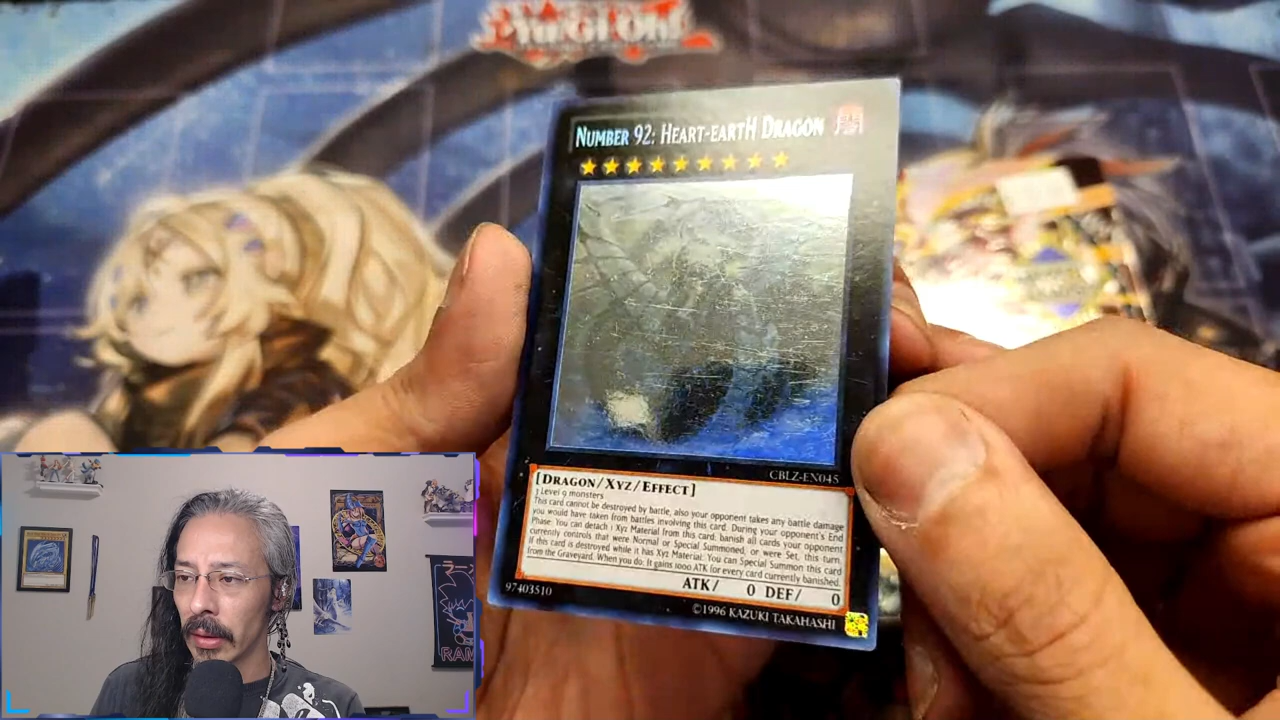 YU-GI-OH!
NUMBER 92: HEART-EARTH DRAGON
闇
CBLZ-EN045
[DRAGON/XYZ/EFFECT]
3 Level 9 monsters
This card cannot be destroyed by battle, also your opponent takes any battle damage
you would have taken from battles involving this card. During your opponent's End
Phase: You can detach 1 Xyz Material from this card; banish all cards your opponent
currently controls that were Normal or Special Summoned, or were Set, this turn.
If this card is destroyed while it has Xyz Material: You can Special Summon this card
from the Graveyard. When you do: It gains 1000 ATK for every card currently banished.
ATK/ 0 DEF/ 0
97403510
©1996 KAZUKI TAKAHASHI
RAM